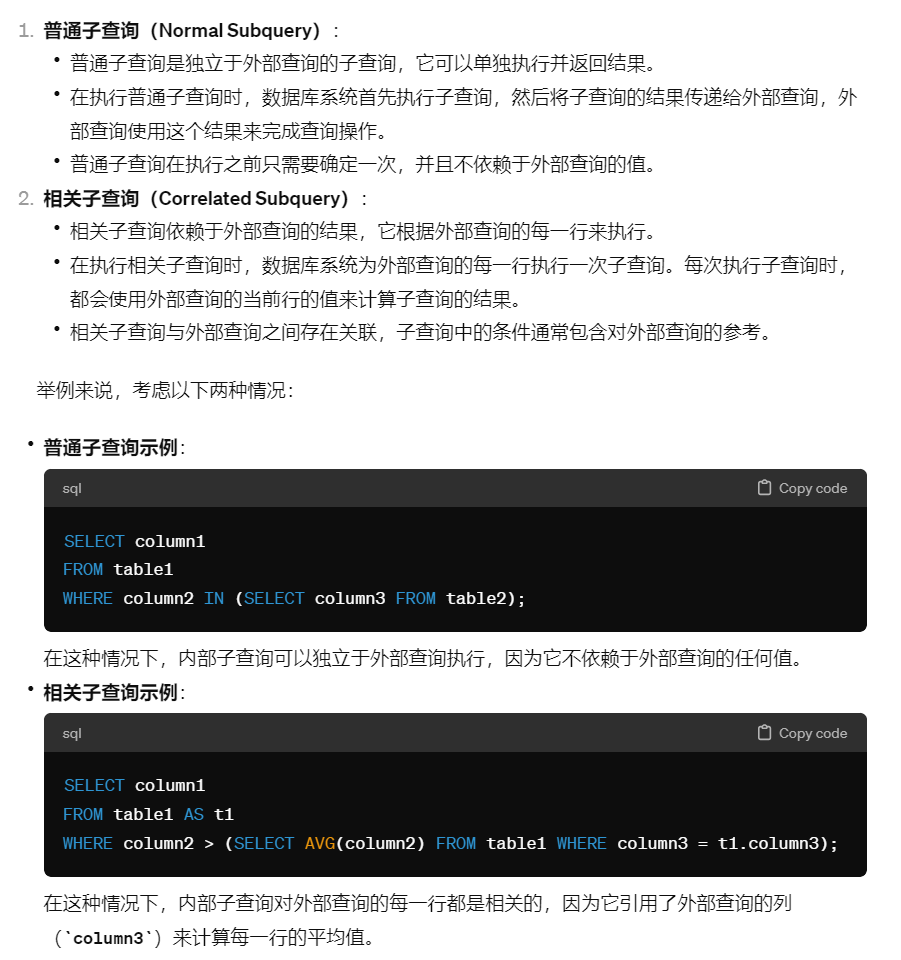 1. 普通子查询（Normal Subquery）：
• 普通子查询是独立于外部查询的子查询，它可以单独执行并返回结果。
• 在执行普通子查询时，数据库系统首先执行子查询，然后将子查询的结果传递给外部查询，外
部查询使用这个结果来完成查询操作。
• 普通子查询在执行之前只需要确定一次，并且不依赖于外部查询的值。
2. 相关子查询（Correlated Subquery）：
• 相关子查询依赖于外部查询的结果，它根据外部查询的每一行来执行。
• 在执行相关子查询时，数据库系统为外部查询的每一行执行一次子查询。每次执行子查询时，
都会使用外部查询的当前行的值来计算子查询的结果。
• 相关子查询与外部查询之间存在关联，子查询中的条件通常包含对外部查询的参考。
举例来说，考虑以下两种情况：
• 普通子查询示例：
sql Copy code
SELECT column1
FROM table1
WHERE column2 IN (SELECT column3 FROM table2);
在这种情况下，内部子查询可以独立于外部查询执行，因为它不依赖于外部查询的任何值。
• 相关子查询示例：
sql Copy code
SELECT column1
FROM table1 AS t1
WHERE column2 > (SELECT AVG(column2) FROM table1 WHERE column3 = t1.column3);
在这种情况下，内部子查询对外部查询的每一行都是相关的，因为它引用了外部查询的列
（`column3`）来计算每一行的平均值。